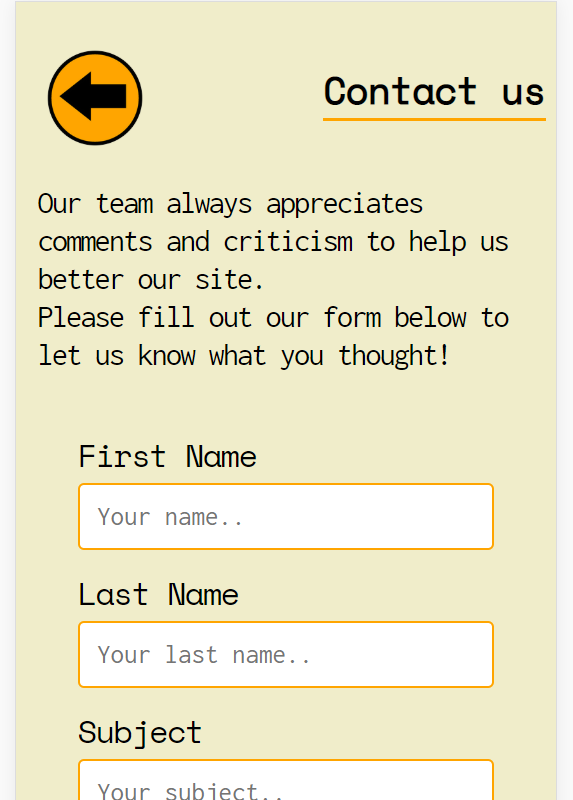 Contact us
Our team always appreciates
comments and criticism to help us
better our site.
Please fill out our form below to
let us know what you thought!
First Name
Your name..
Last Name
Your last name..
Subject
Your subject..